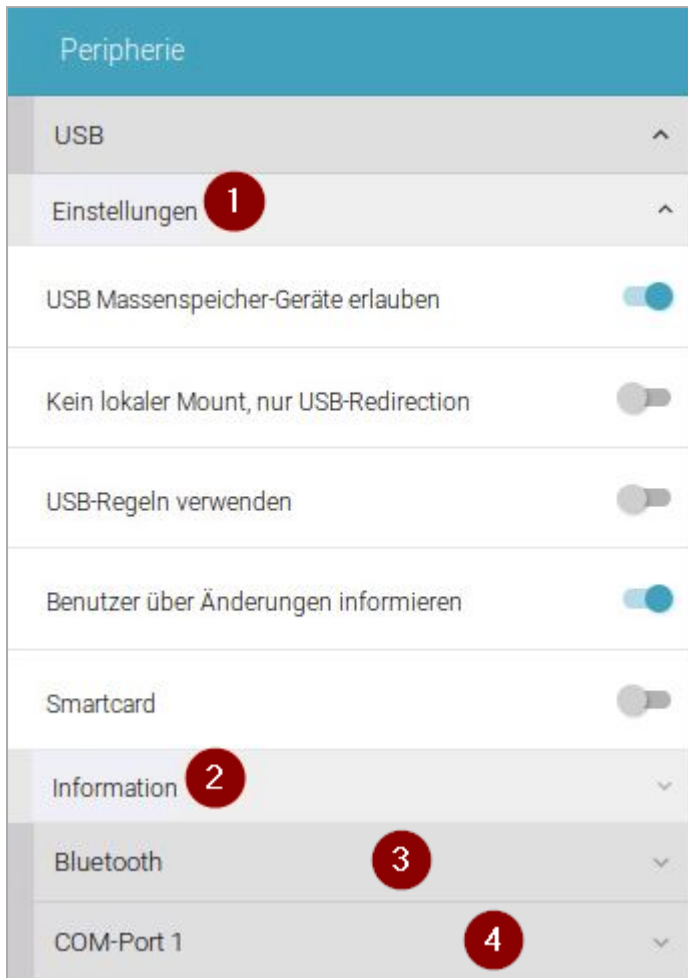 Peripherie
USB
Einstellungen 1
USB Massenspeicher-Geräte erlauben
Kein lokaler Mount, nur USB-Redirection
USB-Regeln verwenden
Benutzer über Änderungen informieren
Smartcard
Information 2
Bluetooth 3
COM-Port 1 4